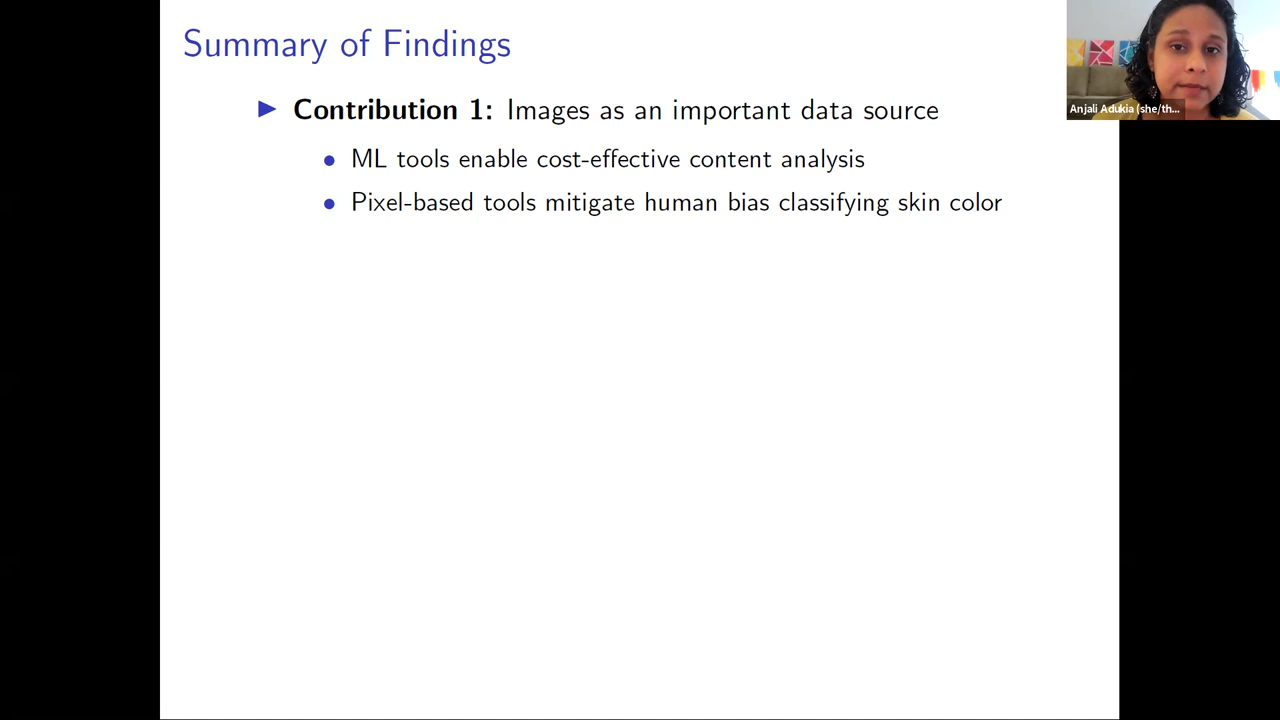 Summary of Findings
▶ Contribution 1: Images as an important data source
• ML tools enable cost-effective content analysis
• Pixel-based tools mitigate human bias classifying skin color
Anjali Adukia (she/th...